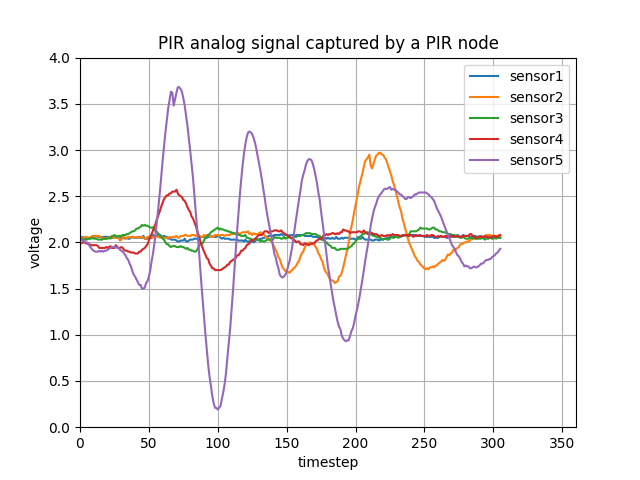 PIR analog signal captured by a PIR node
voltage
4.0
3.5
3.0
2.5
2.0
1.5
1.0
0.5
0.0
sensor1
sensor2
sensor3
sensor4
sensor5
0 50 100 150 200 250 300 350
timestep